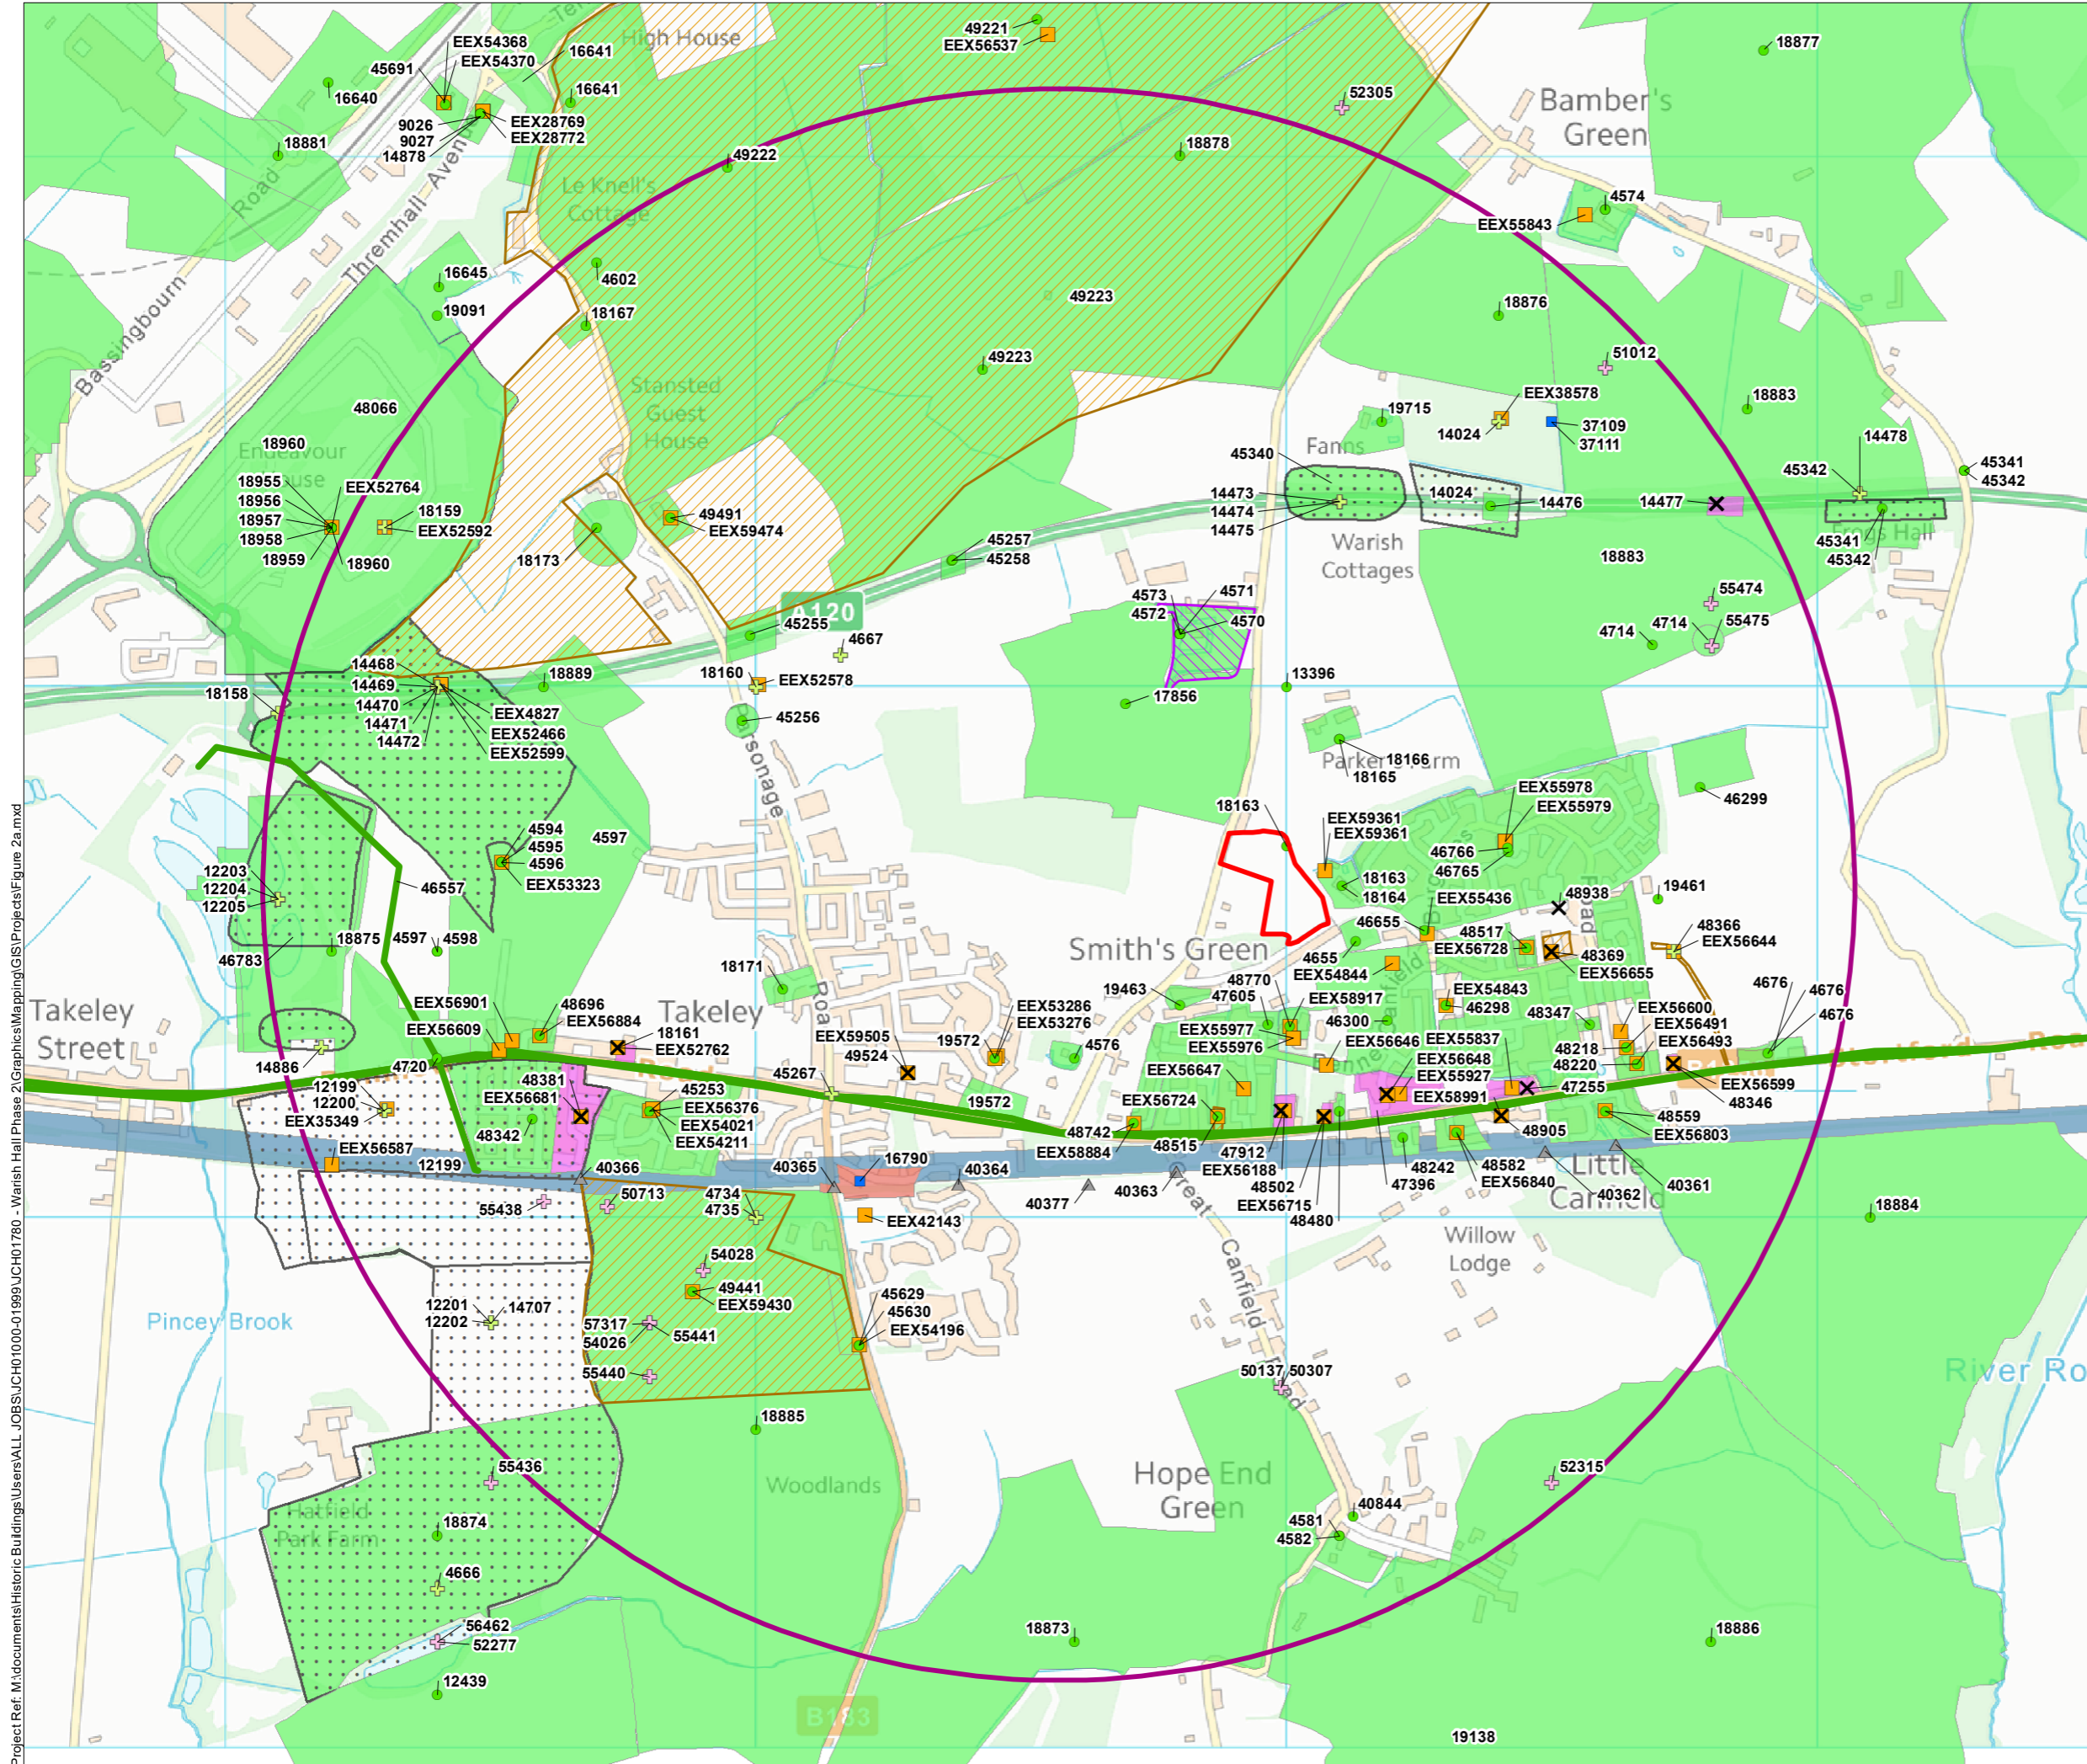 High House
49221
EEX56537
18877
EEX54368
EEX54370
16641
45691
16640
16641
52305
Bamber's
Green
9026
9027
14878
EEX28769
EEX28772
18881
Road
Thremhall Avenue
49222
18878
Le Knell's
Cottage
4574
EEX55843
16645
4602
49223
19091
18167
18876
Bassingbourn
49223
51012
Stansted
Guest
House
48066
EEX38578
18883
19715
14024
37109
37111
14478
18960
Fanns
45340
45342
45341
45342
18955
18956
18957
18958
18959
EEX52764
18960
18159
EEX52592
49491
EEX59474
14473
14474
14475
14024
14476
14477
45257
45258
18173
Warish
Cottages
18883
45341
45342
A120
4573
4572
4571
4570
55474
45255
4667
4714
4714
55475
14468
14469
14470
14471
14472
18889
18160
EEX52578
13396
18158
EEX4827
EEX52466
EEX52599
45256
17856
Parsonage
Road
18166
18165
EEX55978
EEX55979
46299
18163
EEX59361
EEX59361
4594
4595
4596
EEX53323
4597
46766
46765
12203
12204
12205
46557
18163
18164
EEX55436
48938
19461
46655
18875
4597
4598
46783
Smith's Green
4655
EEX54844
48517
EEX56728
48369
EEX56655
48366
EEX56644
18171
Takeley
Street
Takeley
19463
48770
47605
EEX58917
EEX54843
46298
4676
4676
4676
EEX56901
EEX56609
48696
EEX56884
18161
EEX52762
EEX53286
EEX53276
EEX59505
49524
19572
4576
EEX55977
EEX55976
46300
48347
EEX56600
EEX56491
EEX56493
14886
4720
Road
EEX56646
EEX55837
48218
48220
EEX56648
EEX55927
EEX58991
47255
EEX56599
48346
12199
12200
EEX35349
48381
EEX56681
45253
EEX56376
EEX54021
EEX54211
45267
19572
EEX56647
EEX56724
48342
48742
EEX58884
48515
47912
EEX56188
48502
EEX56715
48480
47396
48242
48905
48559
EEX56803
48582
EEX56840
EEX56587
12199
40366
40365
16790
40364
40377
40363
Little
Canfield
40362
40361
55438
50713
4734
4735
EEX42143
Great
Canfield
Road
Willow
Lodge
18884
54028
49441
EEX59430
Pincey Brook
12201
12202
14707
45629
45630
EEX54196
57317
54026
55441
55440
50137
50307
18885
55436
Woodlands
Hope End
Green
52315
Hatfield
Park Farm
18874
40844
4581
4582
4666
56462
52277
18873
18886
12439
B183
19138
Project Ref: M:\documents\Historic Buildings\Users\ALL JOBS\JCH01000-01999\JCH01780 - Warish Hall Phase 2\Graphics\Mapping\GIS\Projects\Figure 2a.mxd